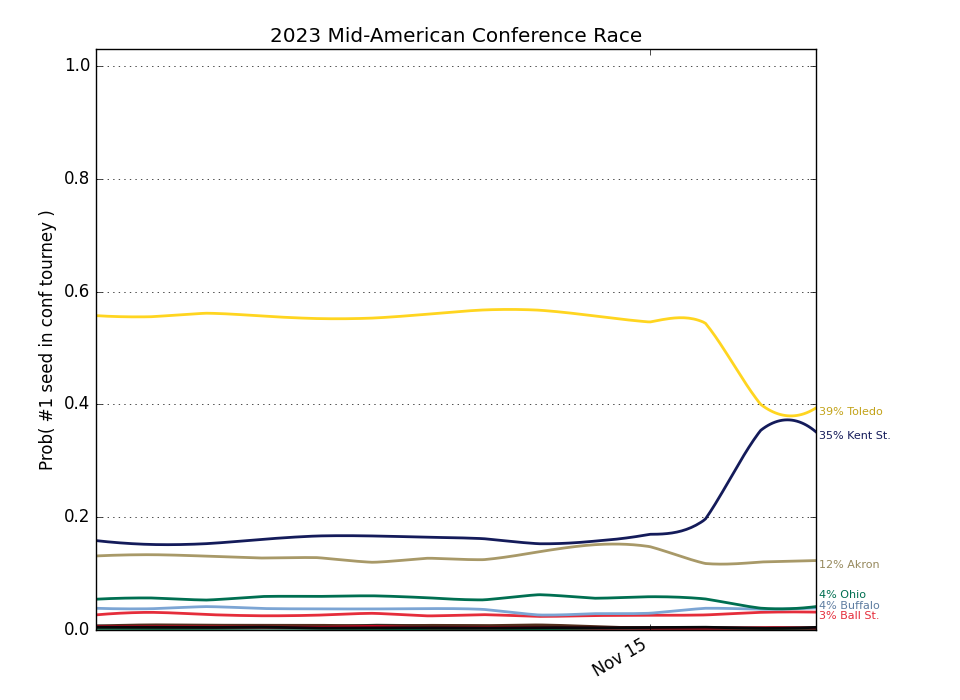 2023 Mid-American Conference Race
Prob( #1 seed in conf tourney )
1.0
0.8
0.6
0.4
0.2
0.0
39% Toledo
35% Kent St.
12% Akron
4% Ohio
4% Buffalo
3% Ball St.
Nov 15